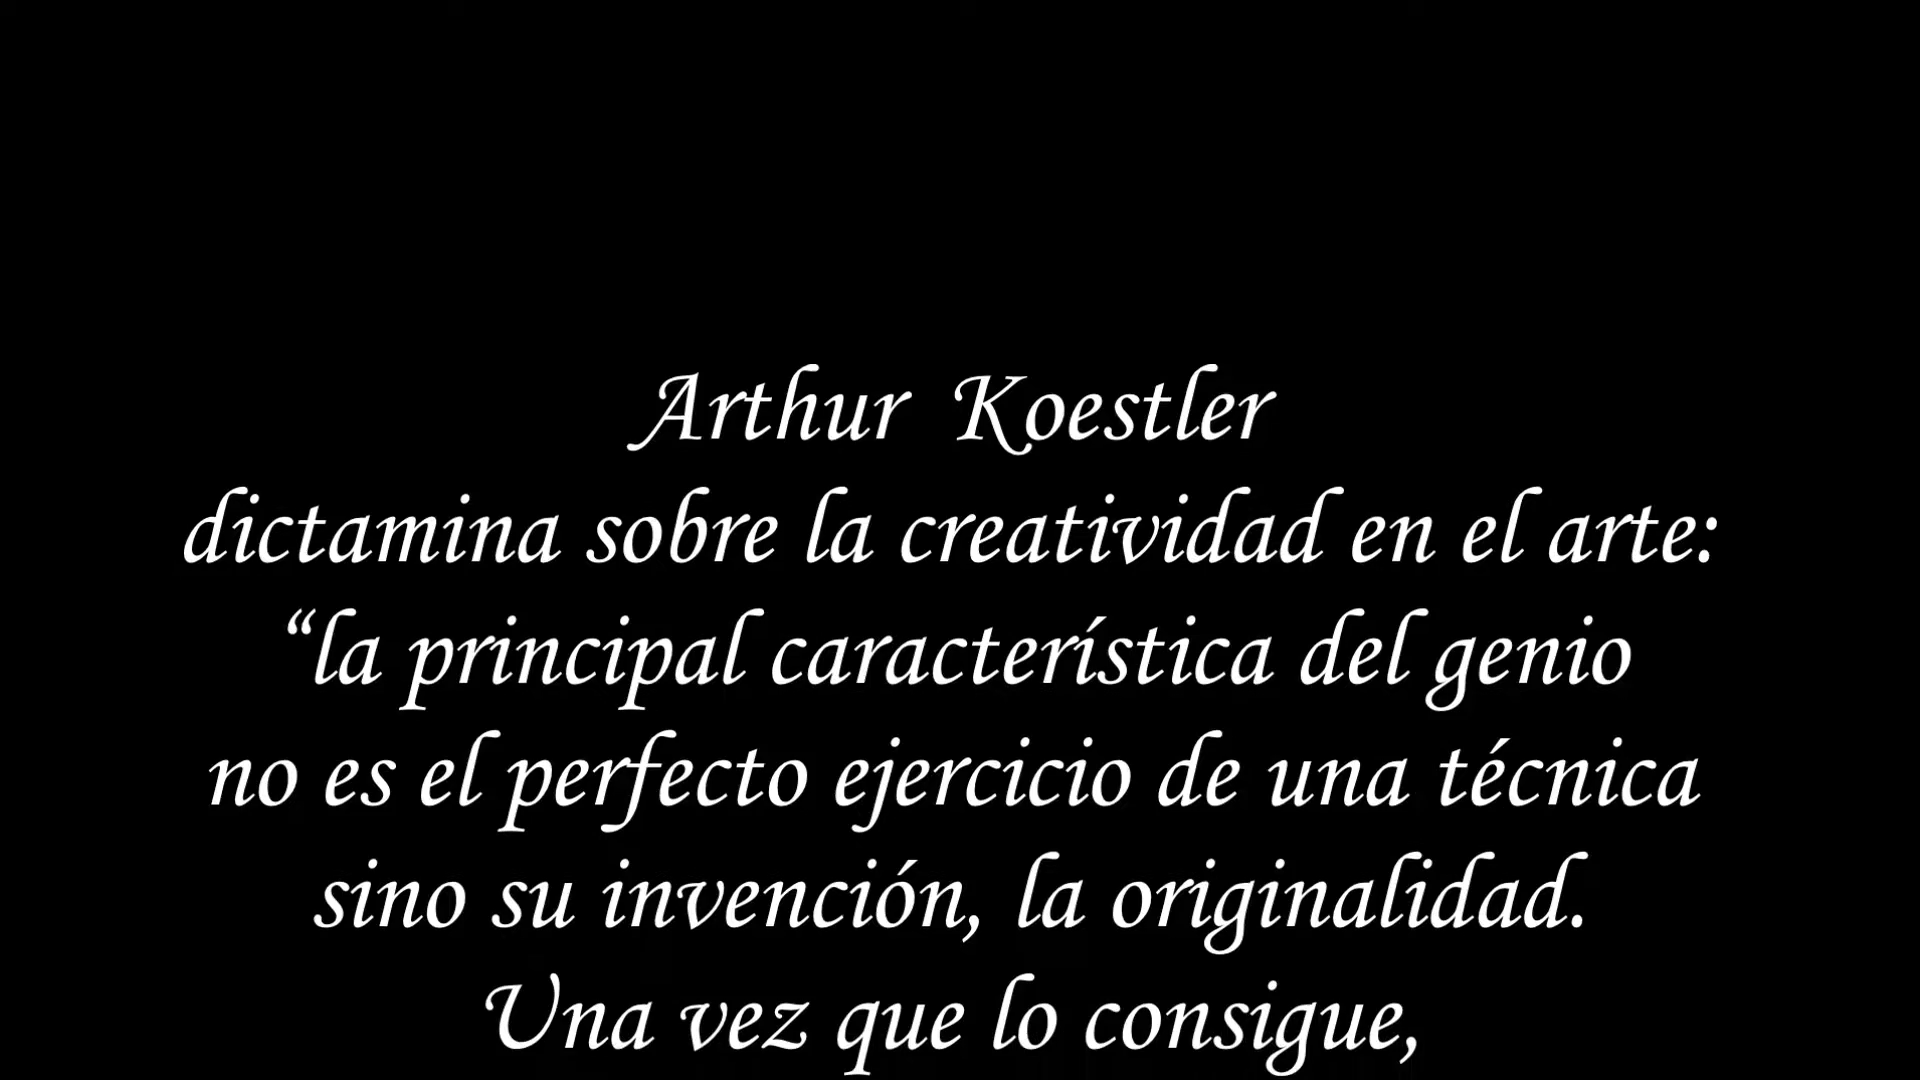 Arthur Koestler
dictamina sobre la creatividad en el arte:
“la principal característica del genio
no es el perfecto ejercicio de una técnica
sino su invención, la originalidad.
Una vez que lo consigue,